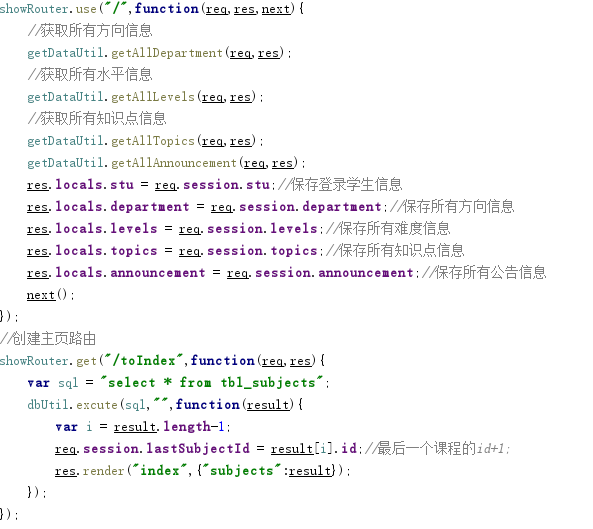 showRouter.use("/",function(req,res,next){
//获取所有方向信息
getDataUtil.getAllDepartment(req,res);
//获取所有水平信息
getDataUtil.getAllLevels(req,res);
//获取所有知识点信息
getDataUtil.getAllTopics(req,res);
getDataUtil.getAllAnnouncement(req,res);
res.locals.stu = req.session.stu;//保存登录学生信息
res.locals.department = req.session.department;//保存所有方向信息
res.locals.levels = req.session.levels;//保存所有难度信息
res.locals.topics = req.session.topics;//保存所有知识点信息
res.locals.announcement = req.session.announcement;//保存所有公告信息
next();
});
//创建主页路由
showRouter.get("/toIndex",function(req,res){
var sql = "select * from tbl_subjects";
dbUtil.excute(sql,"",function(result){
var i = result.length-1;
req.session.lastSubjectId = result[i].id;//最后一个课程的id+1;
res.render("index",{"subjects":result});
});
});